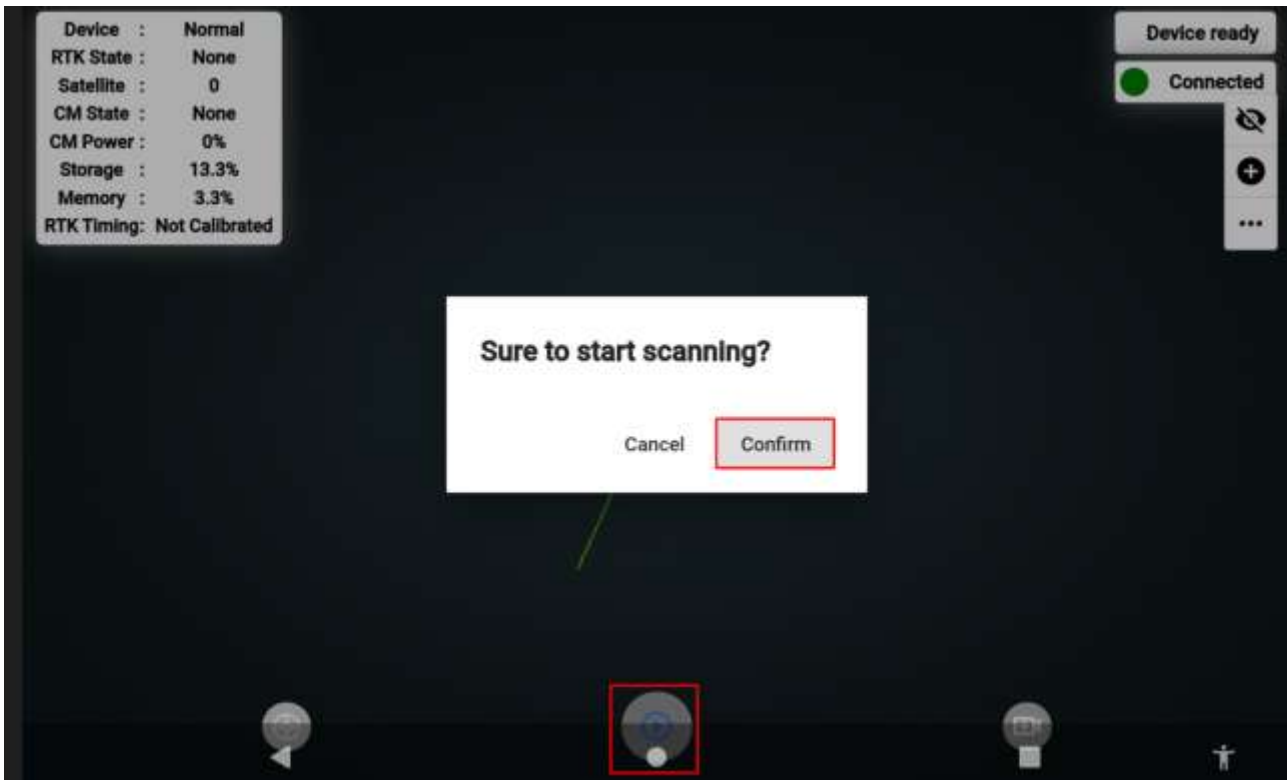 Device : Normal
RTK State : None
Satellite : 0
CM State : None
CM Power : 0%
Storage : 13.3%
Memory : 3.3%
RTK Timing: Not Calibrated
Device ready
Connected
Sure to start scanning?
Cancel Confirm